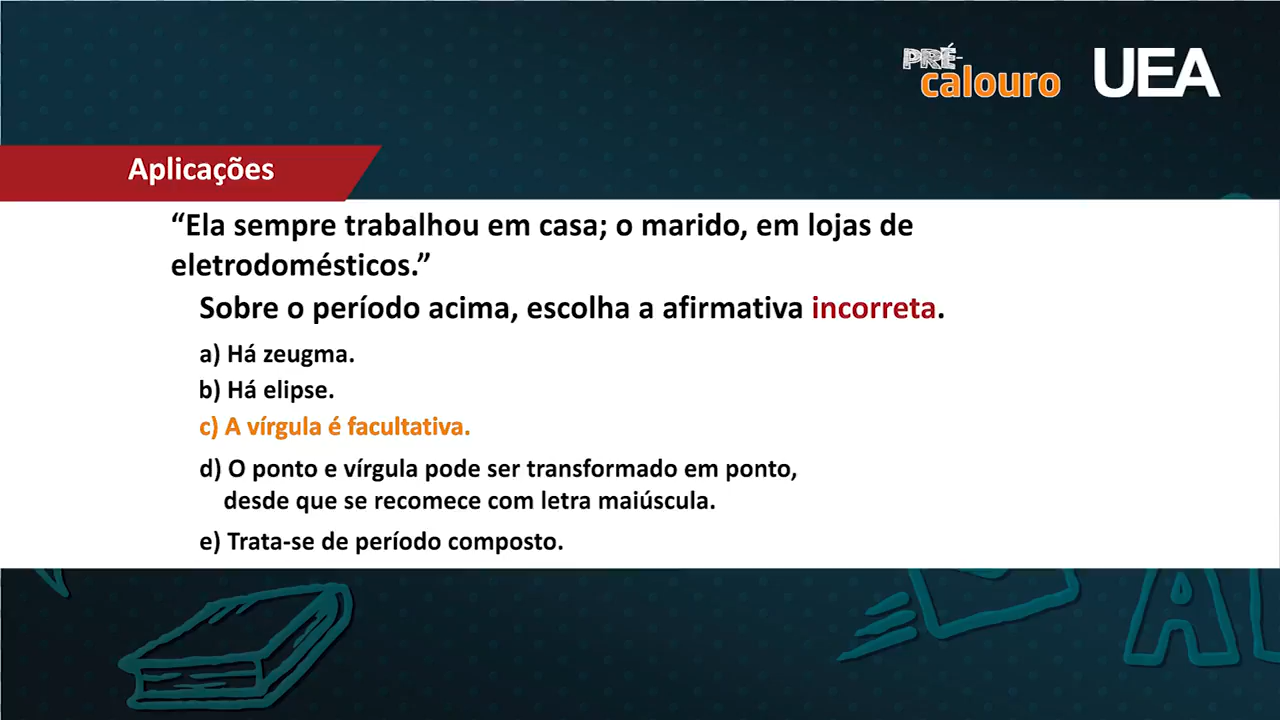 PRÉ-
calouro
UEA
Aplicações
“Ela sempre trabalhou em casa; o marido, em lojas de
eletrodomésticos.”
Sobre o período acima, escolha a afirmativa incorreta.
a) Há zeugma.
b) Há elipse.
c) A vírgula é facultativa.
d) O ponto e vírgula pode ser transformado em ponto,
desde que se recomece com letra maiúscula.
e) Trata-se de período composto.